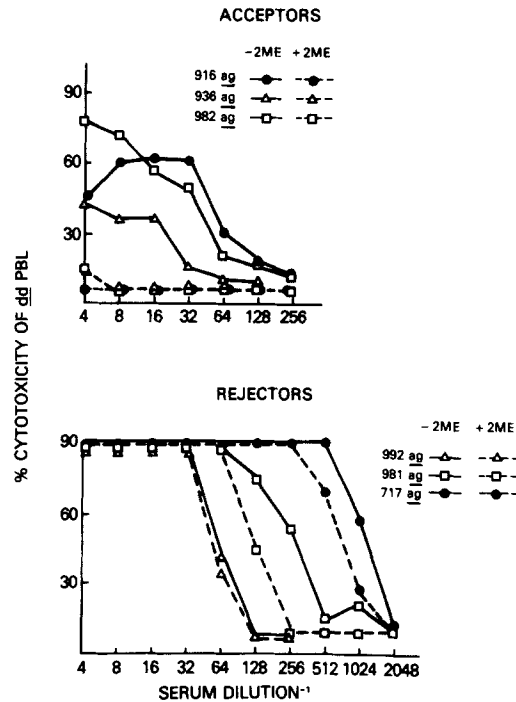 ACCEPTORS
-2ME +2ME
916 ag
936 ag
982 ag
90
60
30
4 8 16 32 64 128 256
% CYTOTOXICITY OF dd PBL
REJECTORS
-2ME +2ME
992 ag
981 ag
717 ag
90
60
30
4 8 16 32 64 128 256 512 1024 2048
SERUM DILUTION-1